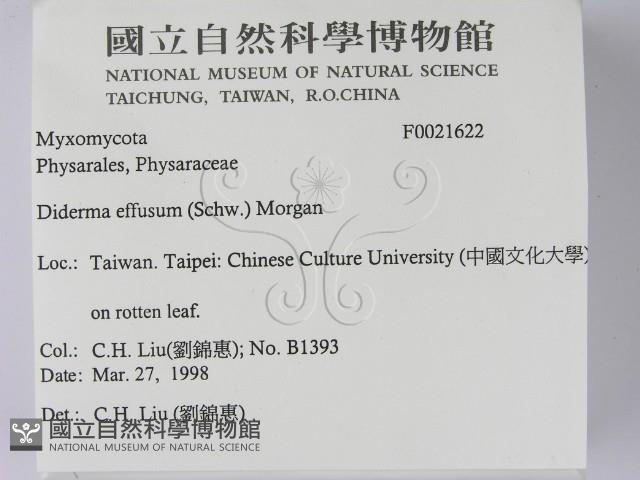 國立自然科學博物館
NATIONAL MUSEUM OF NATURAL SCIENCE
TAICHUNG, TAIWAN, R.O.CHINA
Myxomycota F0021622
Physarales, Physaraceae
Diderma effusum (Schw.) Morgan
Loc.: Taiwan. Taipei: Chinese Culture University (中國文化大學)
on rotten leaf.
Col.: C.H. Liu(劉錦惠); No. B1393
Date: Mar. 27, 1998
Det.: C.H. Liu (劉錦惠)
國立自然科學博物館
NATIONAL MUSEUM OF NATURAL SCIENCE